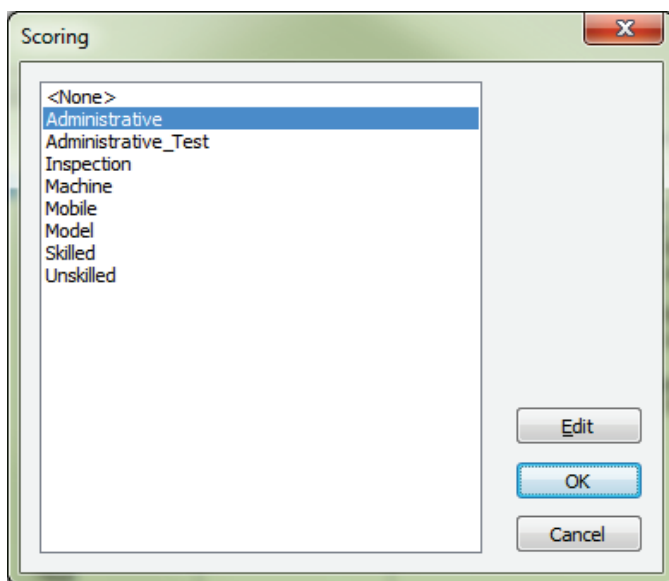 Scoring
<None>
Administrative
Administrative_Test
Inspection
Machine
Mobile
Model
Skilled
Unskilled
Edit
OK
Cancel